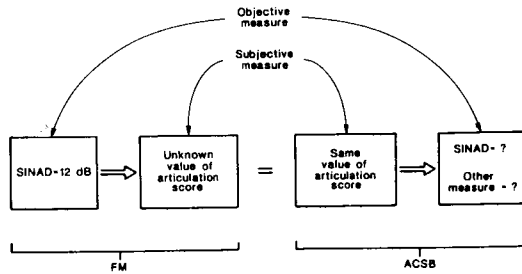 Objective
measure
Subjective
measure
SINAD-12 dB
Unknown
value of
articulation
score
=
Same
value of
articulation
score
SINAD- ?
Other
measure - ?
FM
ACSB